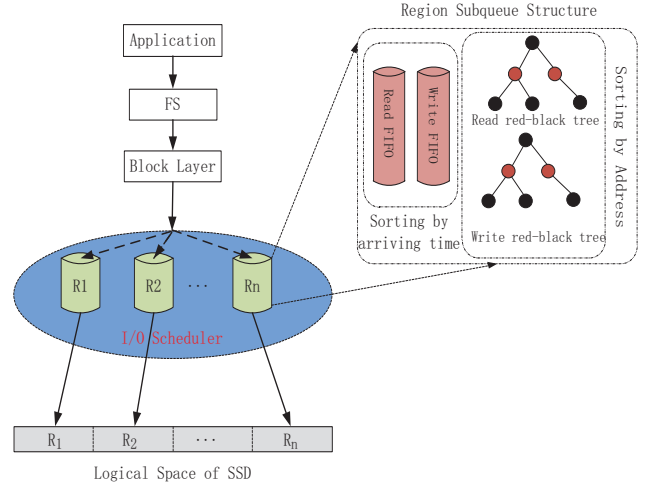 Region Subqueue Structure
Application
FS
Block Layer
Read FIFO
Write FIFO
Sorting by
arriving time
Read red-black tree
Write red-black tree
Sorting by Address
R1
R2
...
Rn
I/O Scheduler
R1
R2
...
Rn
Logical Space of SSD